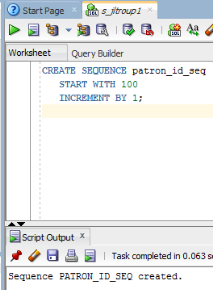 Start Page
s_jitroup1
Worksheet Query Builder
CREATE SEQUENCE patron_id_seq
START WITH 100
INCREMENT BY 1;
Script Output
Task completed in 0.063 s
Sequence PATRON_ID_SEQ created.